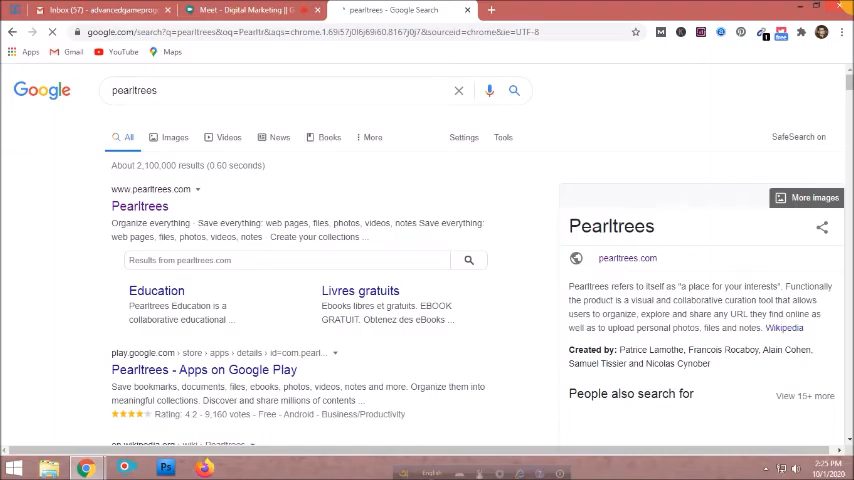 Inbox (57) - advancedgameprog
Meet - Digital Marketing || G
pearltrees - Google Search
google.com/search?q=pearltrees&oq=Pearltr&aqs=chrome.1.69i57j0l6j69i60.8167j0j7&sourceid=chrome&ie=UTF-8
Apps Gmail YouTube Maps
Google
pearltrees
All Images Videos News Books More Settings Tools SafeSearch on
About 2,100,000 results (0.60 seconds)
www.pearltrees.com
Pearltrees
Organize everything · Save everything: web pages, files, photos, videos, notes Save everything:
web pages, files, photos, videos, notes · Create your collections ...
Results from pearltrees.com
Education
Pearltrees Education is a
collaborative educational ...
Livres gratuits
Ebooks libres et gratuits. EBOOK
GRATUIT. Obtenez des eBooks ...
play.google.com › store › apps › details › id=com.pearl...
Pearltrees - Apps on Google Play
Save bookmarks, documents, files, ebooks, photos, videos, notes and more. Organize them into
meaningful collections. Discover and share millions of contents ...
Rating: 4.2 - 9,160 votes - Free - Android - Business/Productivity
en.wikipedia.org › wiki › Pearltrees
More images
Pearltrees
pearltrees.com
Pearltrees refers to itself as "a place for your interests". Functionally
the product is a visual and collaborative curation tool that allows
users to organize, explore and share any URL they find online as
well as to upload personal photos, files and notes. Wikipedia
Created by: Patrice Lamothe, Francois Rocaboy, Alain Cohen,
Samuel Tissier and Nicolas Cynober
People also search for
View 15+ more
Ps
English
2:25 PM
10/1/2020